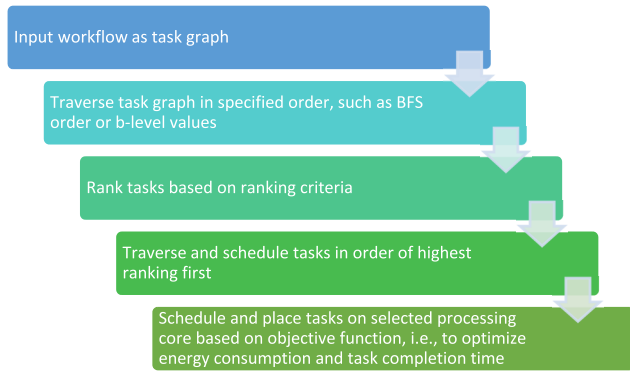 Input workflow as task graph
Traverse task graph in specified order, such as BFS
order or b-level values
Rank tasks based on ranking criteria
Traverse and schedule tasks in order of highest
ranking first
Schedule and place tasks on selected processing
core based on objective function, i.e., to optimize
energy consumption and task completion time